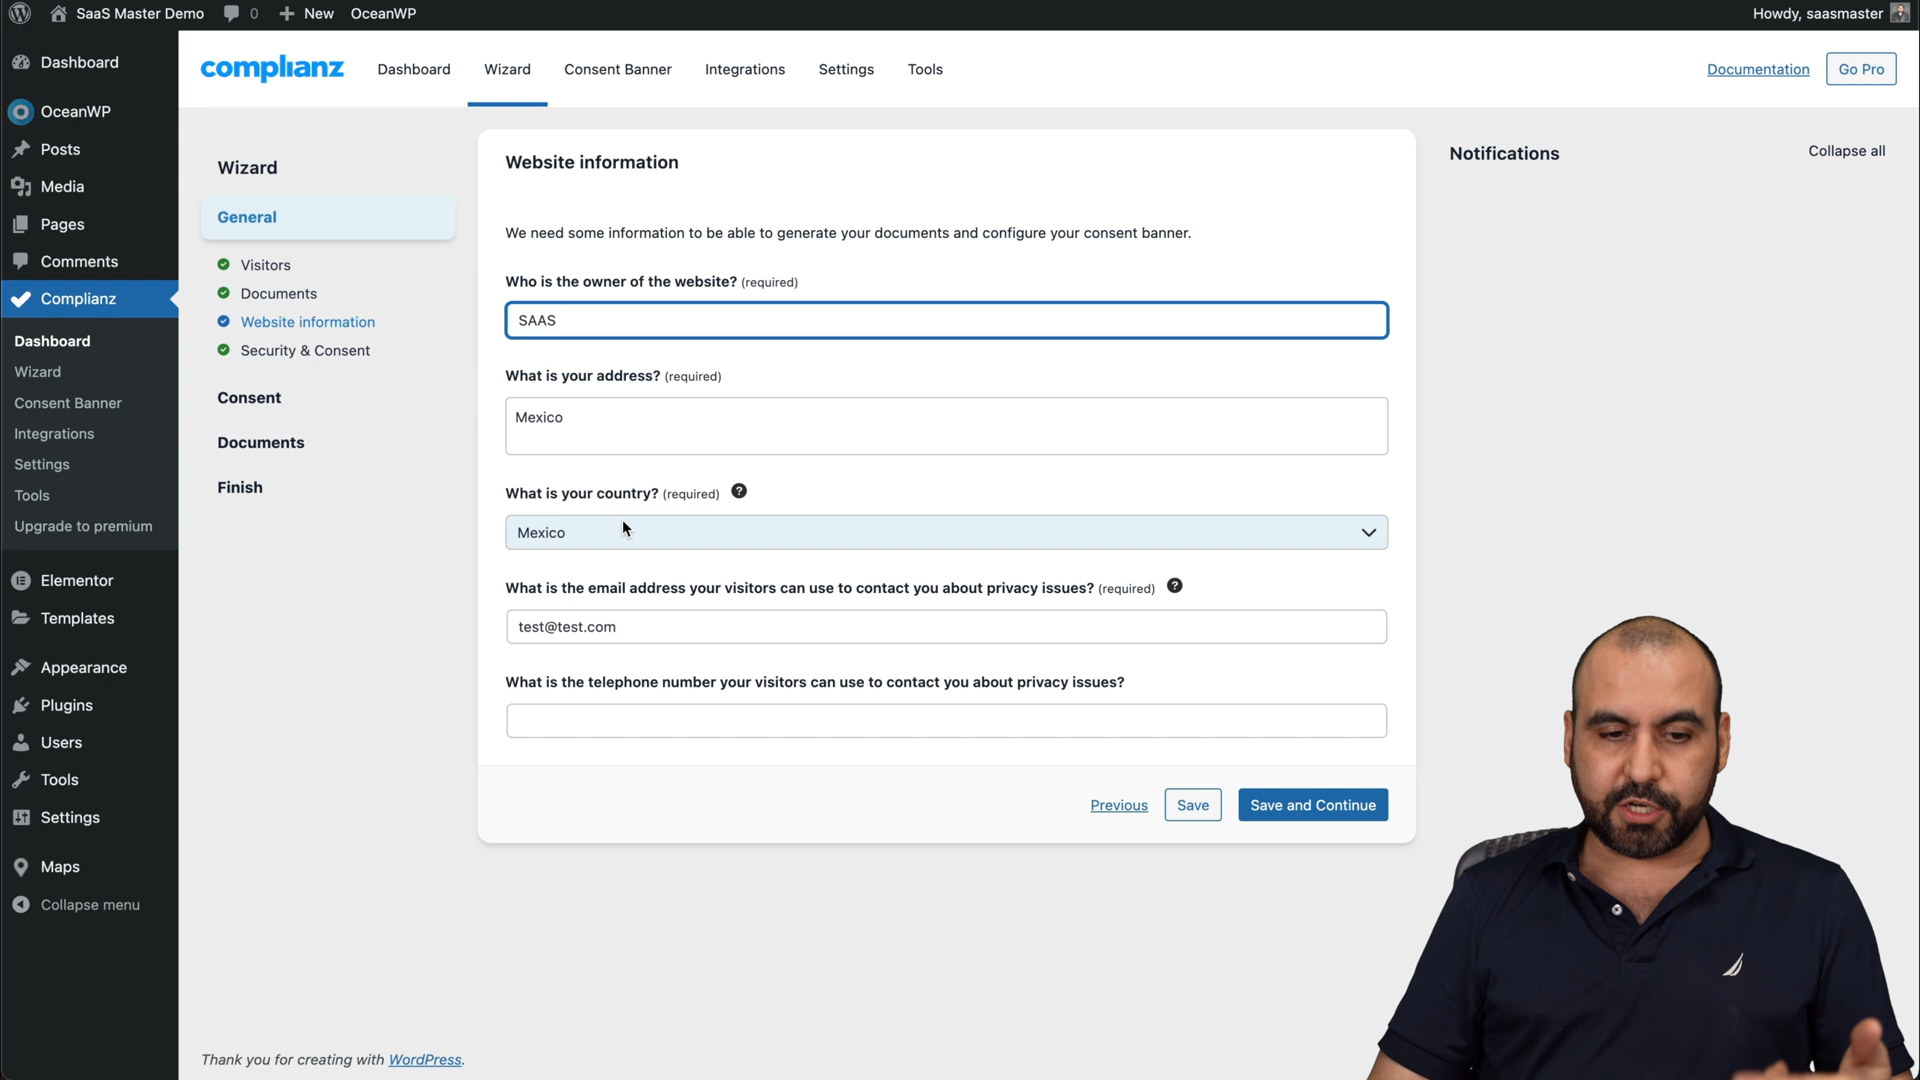 SaaS Master Demo 0 New OceanWP Howdy, saasmaster
Dashboard
OceanWP
Posts
Media
Pages
Comments
Complianz
Dashboard
Wizard
Consent Banner
Integrations
Settings
Tools
Upgrade to premium
Elementor
Templates
Appearance
Plugins
Users
Tools
Settings
Maps
Collapse menu
complianz Dashboard Wizard Consent Banner Integrations Settings Tools Documentation Go Pro
Wizard
General
Visitors
Documents
Website information
Security & Consent
Consent
Documents
Finish
Website information
We need some information to be able to generate your documents and configure your consent banner.
Who is the owner of the website? (required)
SAAS
What is your address? (required)
Mexico
What is your country? (required) ?
Mexico
What is the email address your visitors can use to contact you about privacy issues? (required) ?
test@test.com
What is the telephone number your visitors can use to contact you about privacy issues?
Previous Save Save and Continue
Notifications Collapse all
Thank you for creating with WordPress.